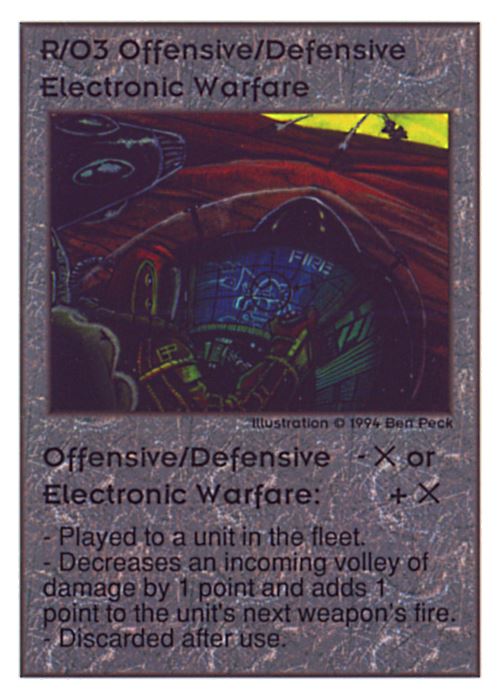 R/O3 Offensive/Defensive
Electronic Warfare
FIRE
Illustration © 1994 Ben Peck
Offensive/Defensive - X or
Electronic Warfare: + X
- Played to a unit in the fleet.
- Decreases an incoming volley of
damage by 1 point and adds 1
point to the unit's next weapon's fire.
- Discarded after use.